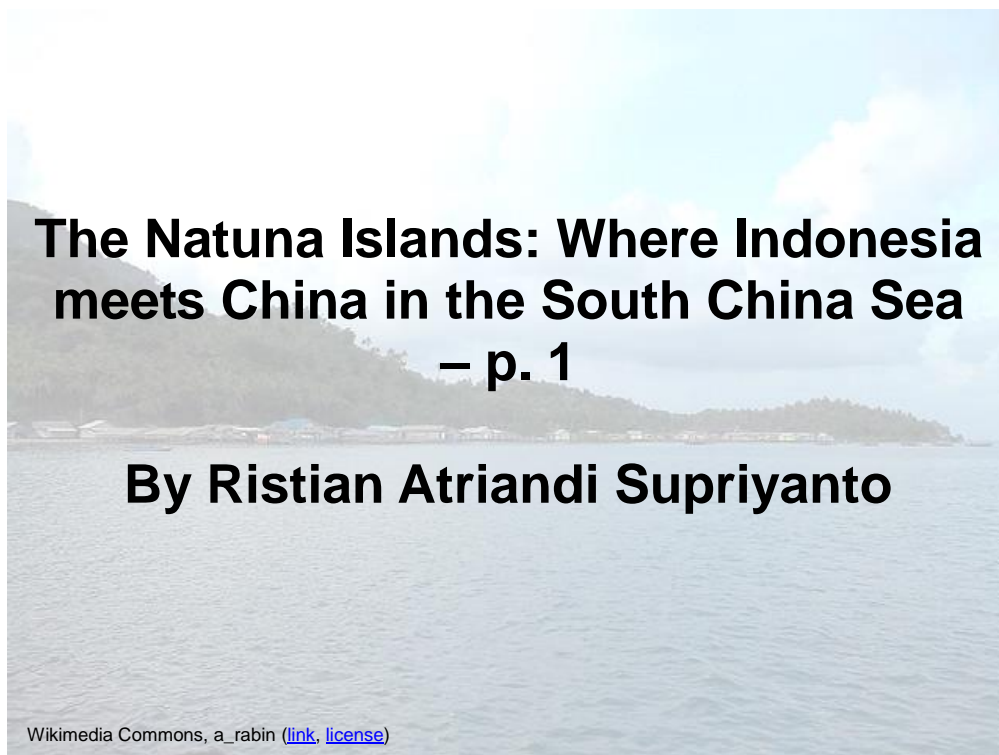 The Natuna Islands: Where Indonesia
meets China in the South China Sea
– p. 1
By Ristian Atriandi Supriyanto
Wikimedia Commons, a_rabin (link, license)